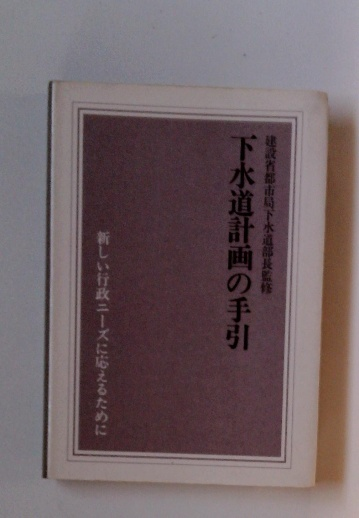 建設省都市局下水道部長監修
下水道計画の手引
新しい行政ニーズに応えるために